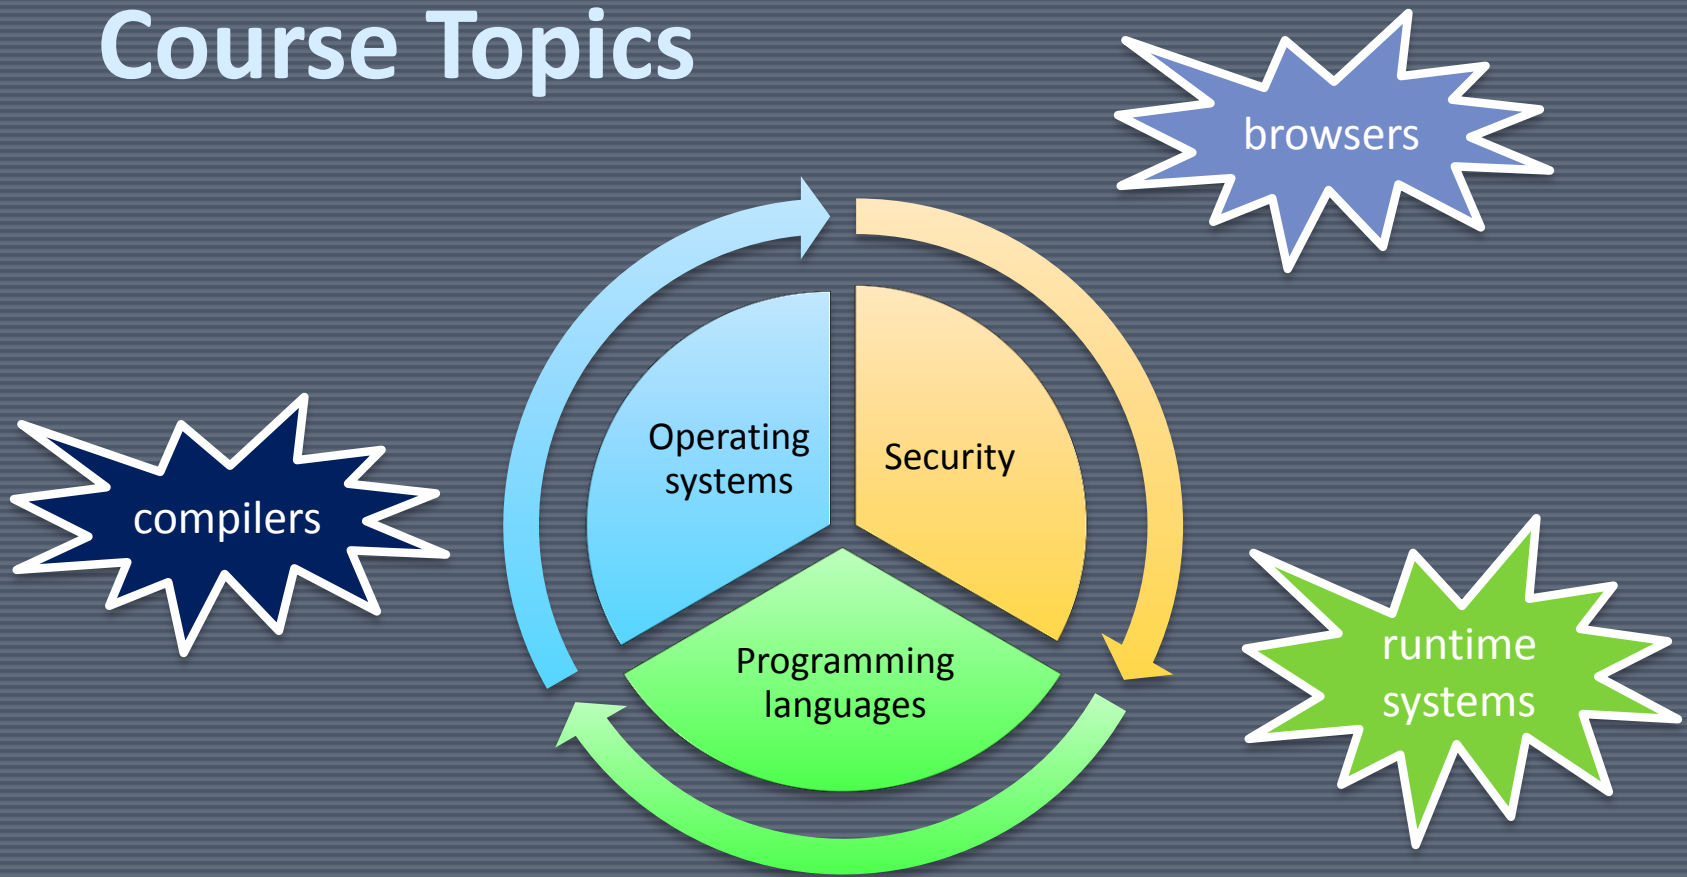 Course Topics
browsers
Operating
systems
Security
compilers
Programming
languages
runtime
systems